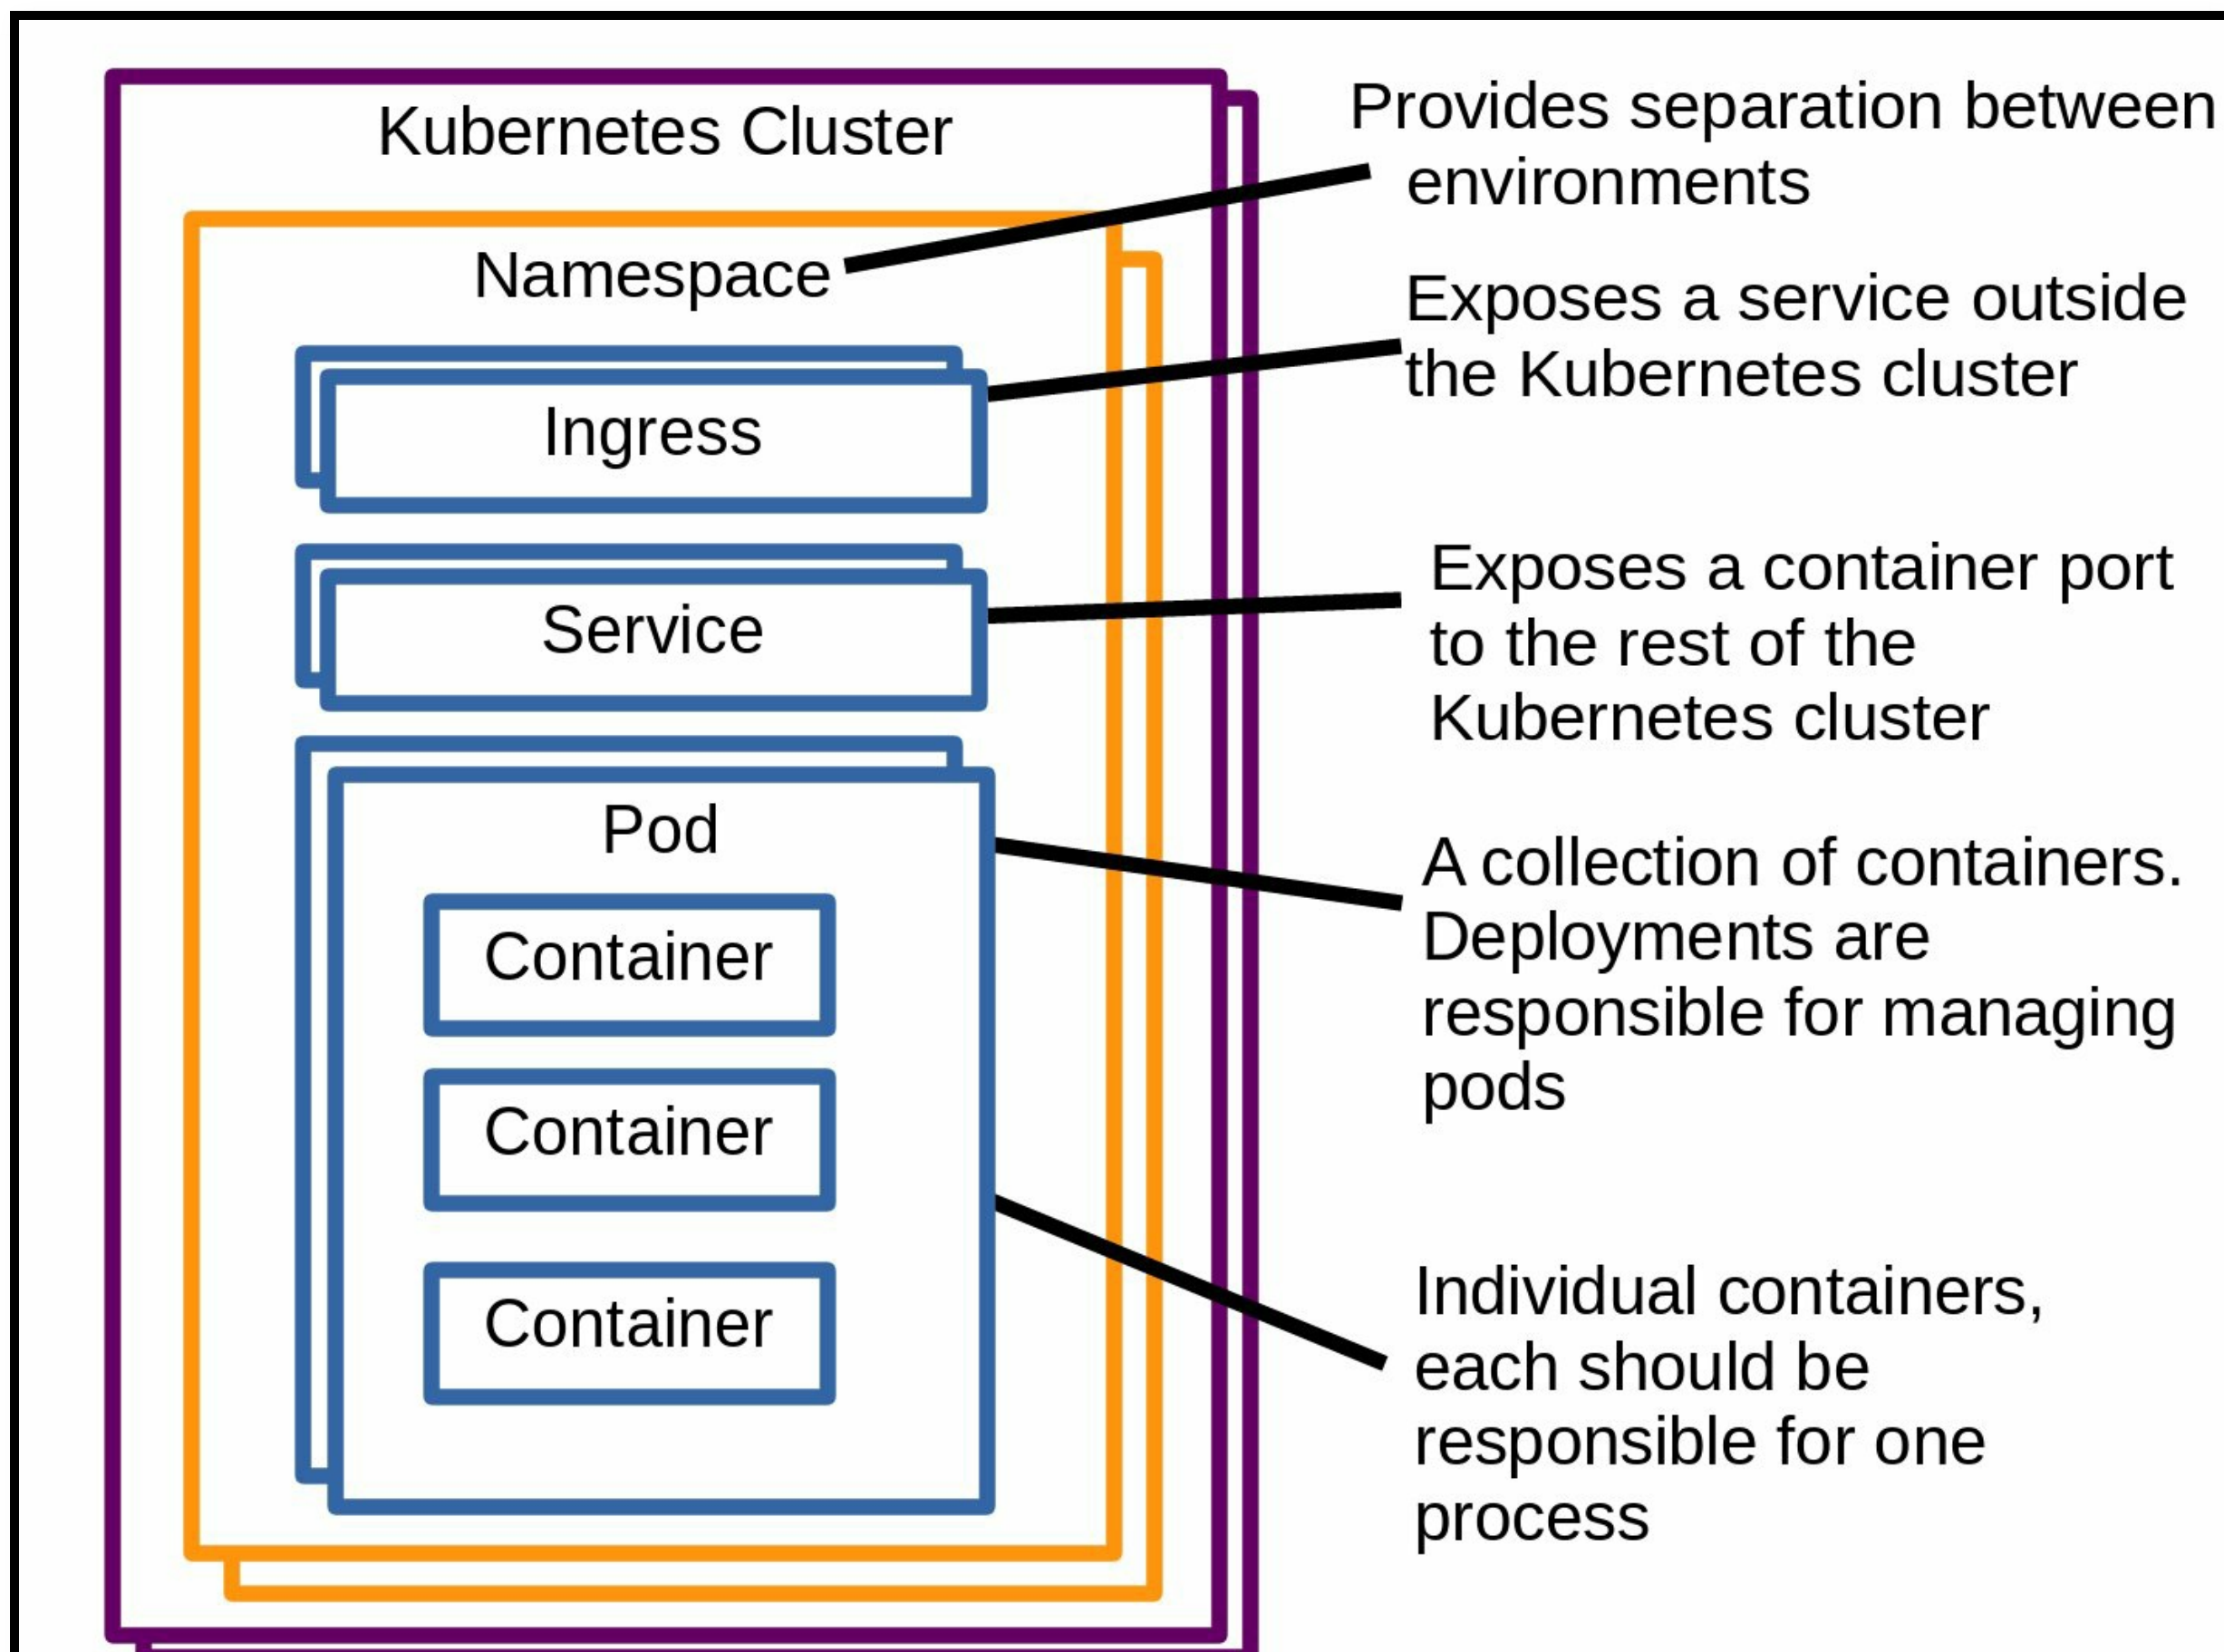 Kubernetes Cluster
Namespace
Ingress
Service
Pod
Container
Container
Container
Provides separation between
environments
Exposes a service outside
the Kubernetes cluster
Exposes a container port
to the rest of the
Kubernetes cluster
A collection of containers.
Deployments are
responsible for managing
pods
Individual containers,
each should be
responsible for one
process